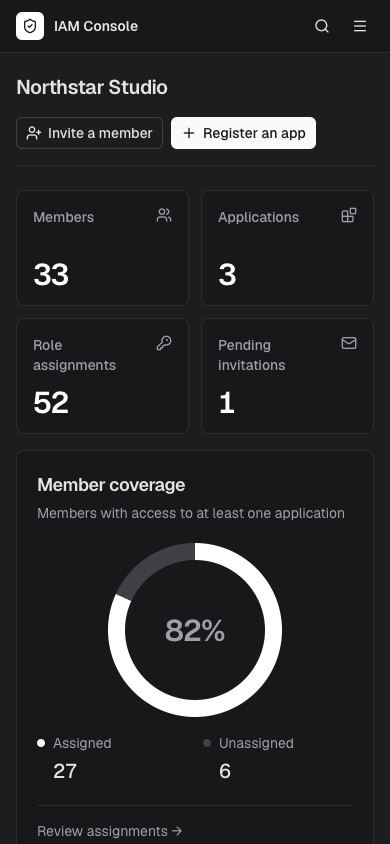 IAM Console
Northstar Studio
Invite a member
Register an app
Members
33
Applications
3
Role
assignments
52
Pending
invitations
1
Member coverage
Members with access to at least one application
82%
Assigned
27
Unassigned
6
Review assignments →